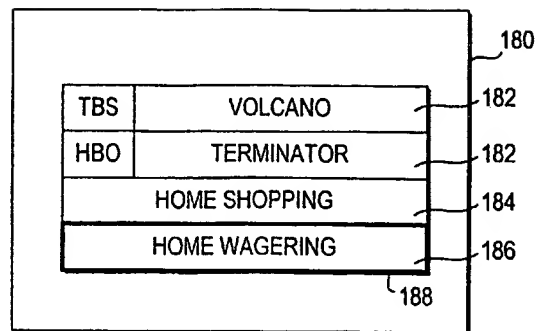 180
TBS VOLCANO 182
HBO TERMINATOR 182
HOME SHOPPING 184
HOME WAGERING 186
188